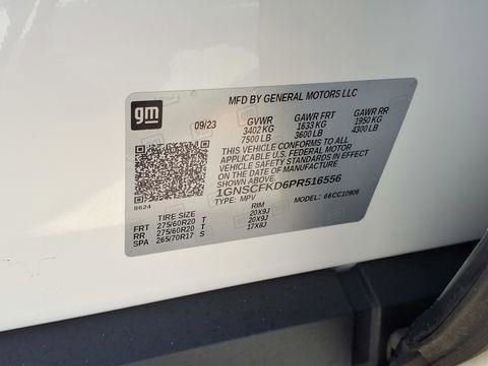 gm
MFD BY GENERAL MOTORS LLC
09/23 GVWR GAWR FRT GAWR RR
3402 KG 1633 KG 1950 KG
7500 LB 3600 LB 4300 LB
THIS VEHICLE CONFORMS TO ALL
APPLICABLE U.S. FEDERAL MOTOR
VEHICLE SAFETY STANDARDS IN
EFFECT ON THE DATE OF
MANUFACTURE SHOWN ABOVE.
1GNSCFKD6PR516556
TYPE: MPV MODEL:
8624
TIRE SIZE RIM
FRT 275/60R20 T 20X9J
RR 275/60R20 T 20X9J
SPA 265/70R17 S 17X8J